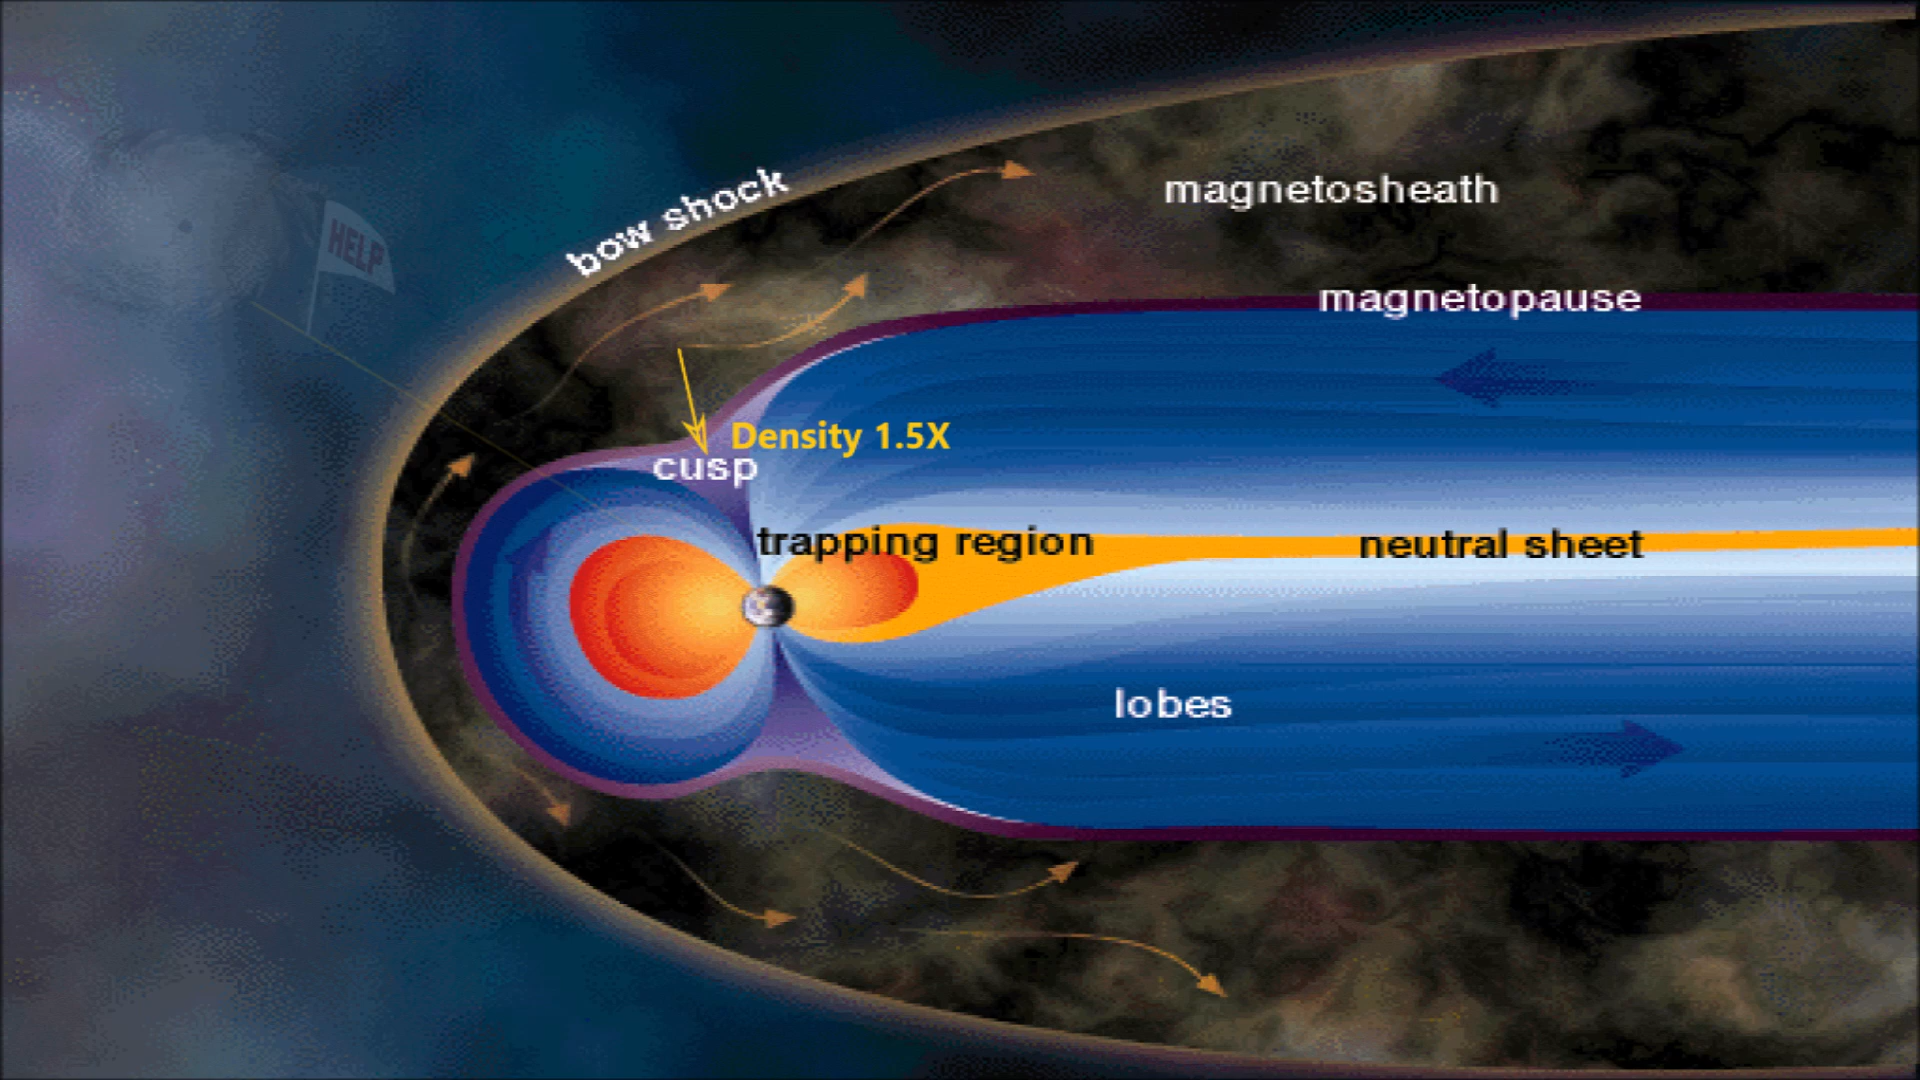 HELP
bow shock
magnetosheath
magnetopause
Density 1.5X
cusp
trapping region
neutral sheet
lobes